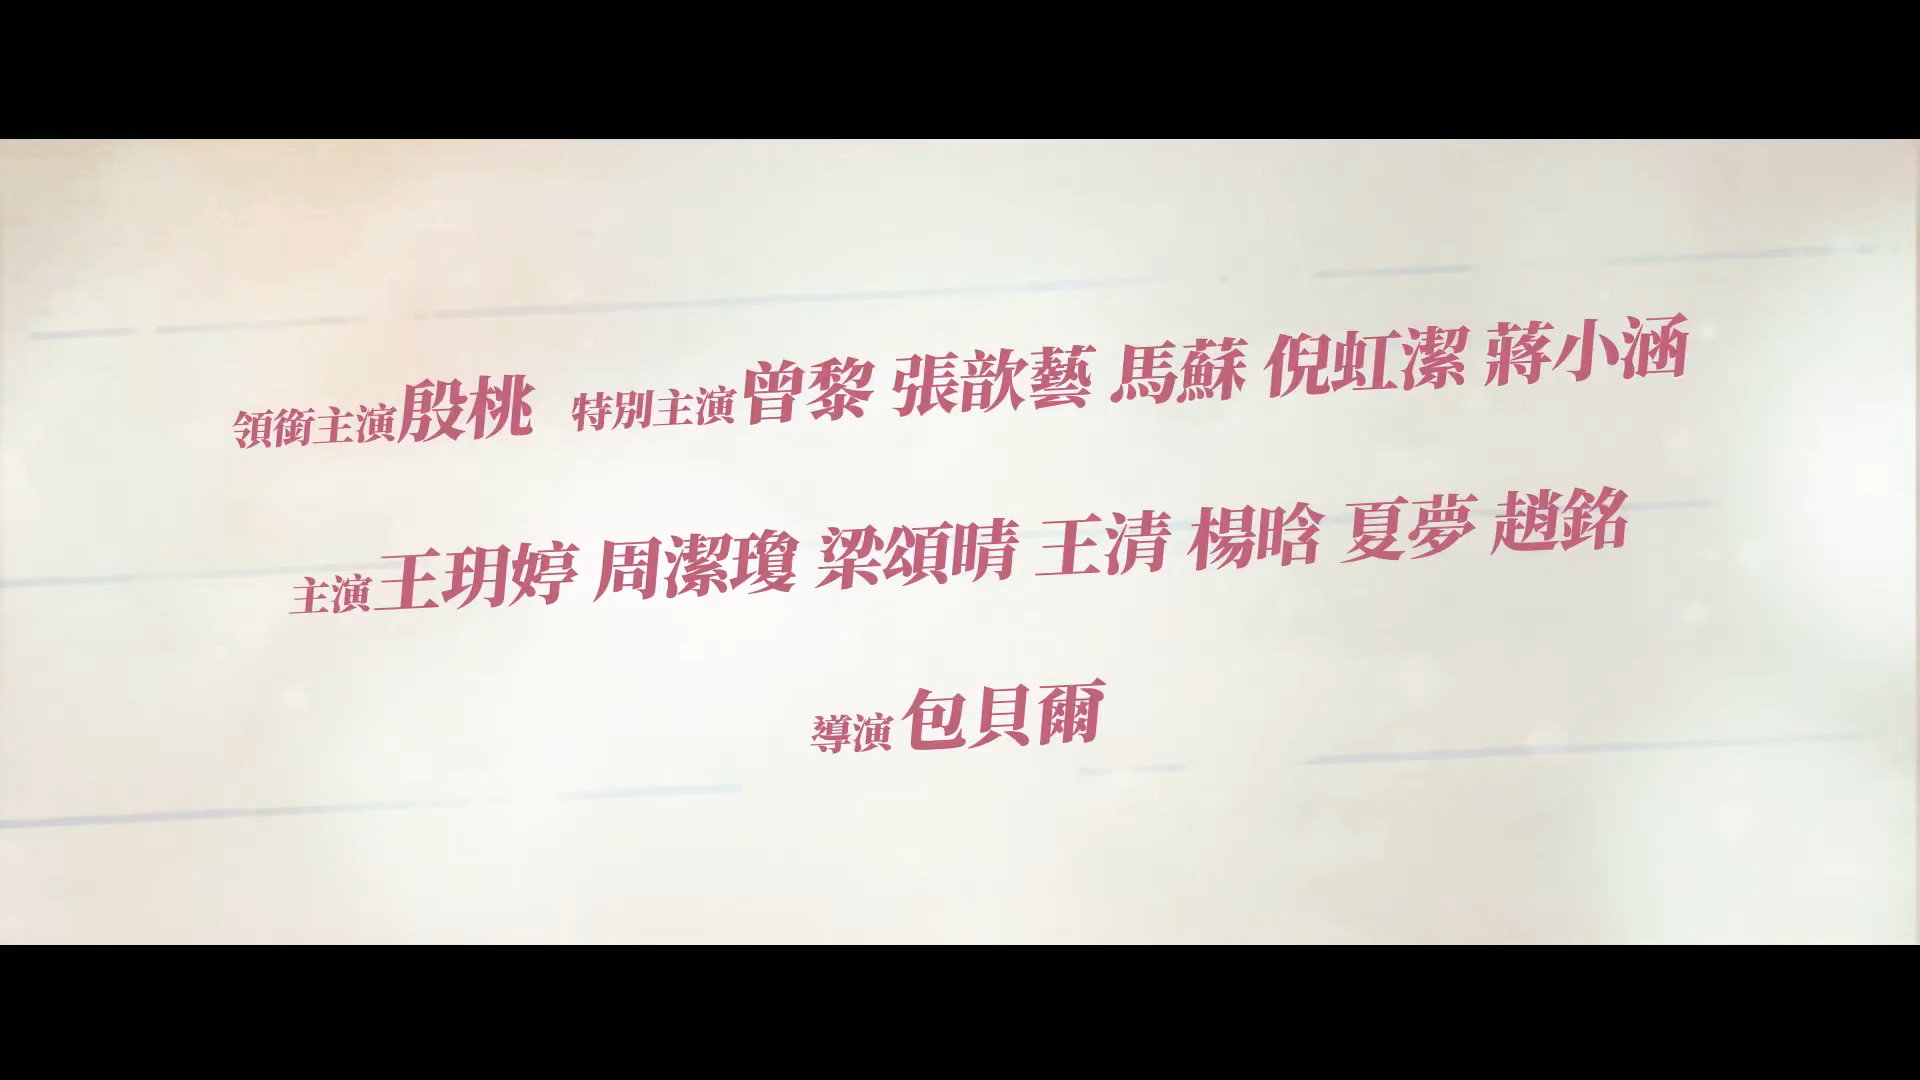 領銜主演殷桃 特別主演曾黎 張歆藝 馬蘇 倪虹潔 蔣小涵
主演王玥婷 周潔瓊 梁頌晴 王清 楊晗 夏夢 趙銘
導演包貝爾